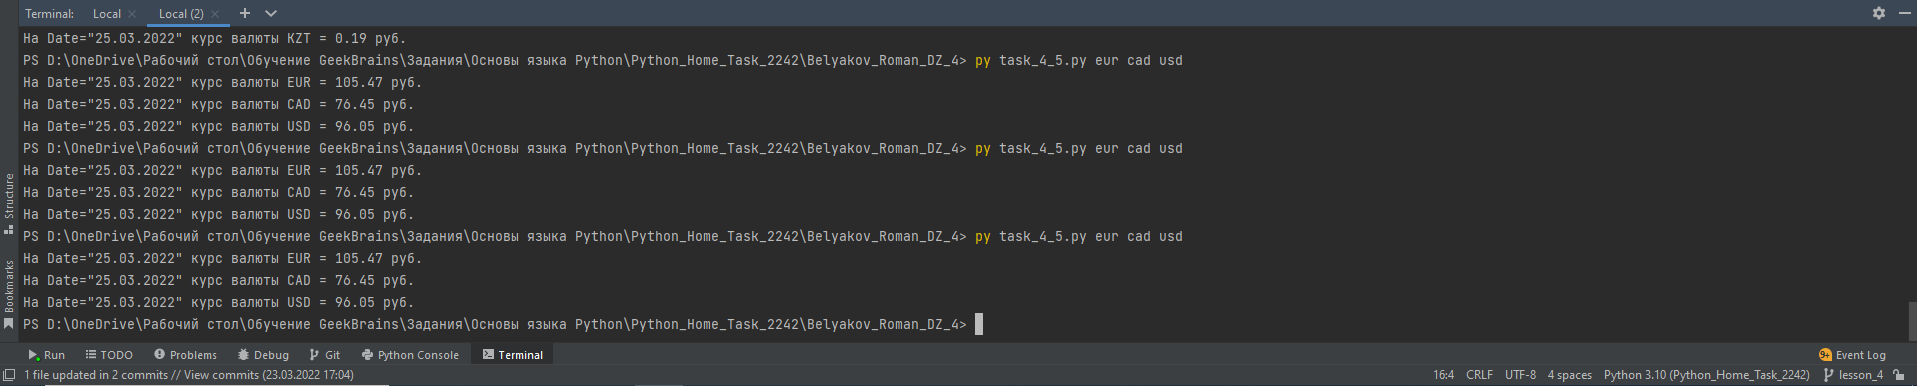 Terminal: Local × Local (2) ×
На Date="25.03.2022" курс валюты KZT = 0.19 руб.
PS D:\OneDrive\Рабочий стол\Обучение GeekBrains\Задания\Основы языка Python\Python_Home_Task_2242\Belyakov_Roman_DZ_4> py task_4_5.py eur cad usd
На Date="25.03.2022" курс валюты EUR = 105.47 руб.
На Date="25.03.2022" курс валюты CAD = 76.45 руб.
На Date="25.03.2022" курс валюты USD = 96.05 руб.
PS D:\OneDrive\Рабочий стол\Обучение GeekBrains\Задания\Основы языка Python\Python_Home_Task_2242\Belyakov_Roman_DZ_4> py task_4_5.py eur cad usd
На Date="25.03.2022" курс валюты EUR = 105.47 руб.
На Date="25.03.2022" курс валюты CAD = 76.45 руб.
На Date="25.03.2022" курс валюты USD = 96.05 руб.
PS D:\OneDrive\Рабочий стол\Обучение GeekBrains\Задания\Основы языка Python\Python_Home_Task_2242\Belyakov_Roman_DZ_4> py task_4_5.py eur cad usd
На Date="25.03.2022" курс валюты EUR = 105.47 руб.
На Date="25.03.2022" курс валюты CAD = 76.45 руб.
На Date="25.03.2022" курс валюты USD = 96.05 руб.
PS D:\OneDrive\Рабочий стол\Обучение GeekBrains\Задания\Основы языка Python\Python_Home_Task_2242\Belyakov_Roman_DZ_4>
Structure
Bookmarks
Run TODO Problems Debug Git Python Console Terminal 9+ Event Log
1 file updated in 2 commits // View commits (23.03.2022 17:04) 16:4 CRLF UTF-8 4 spaces Python 3.10 (Python_Home_Task_2242) lesson_4